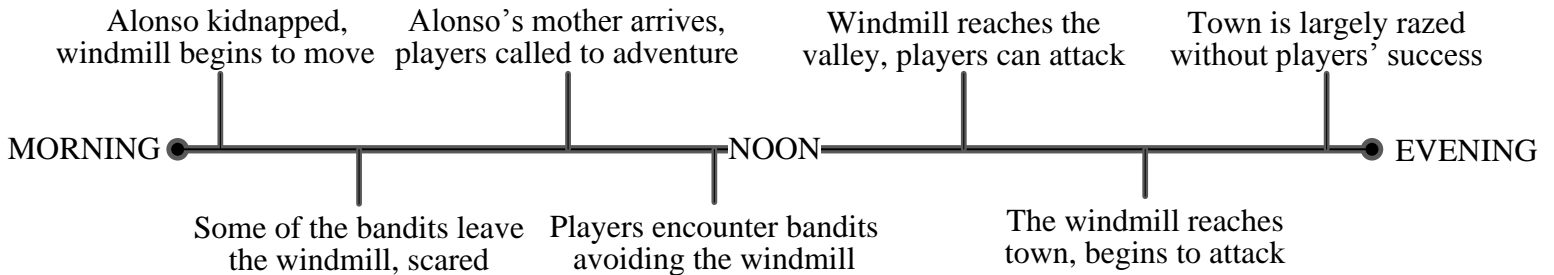 Alonso kidnapped,
windmill begins to move
Alonso’s mother arrives,
players called to adventure
Windmill reaches the
valley, players can attack
Town is largely razed
without players’ success
MORNING
NOON
EVENING
Some of the bandits leave
the windmill, scared
Players encounter bandits
avoiding the windmill
The windmill reaches
town, begins to attack